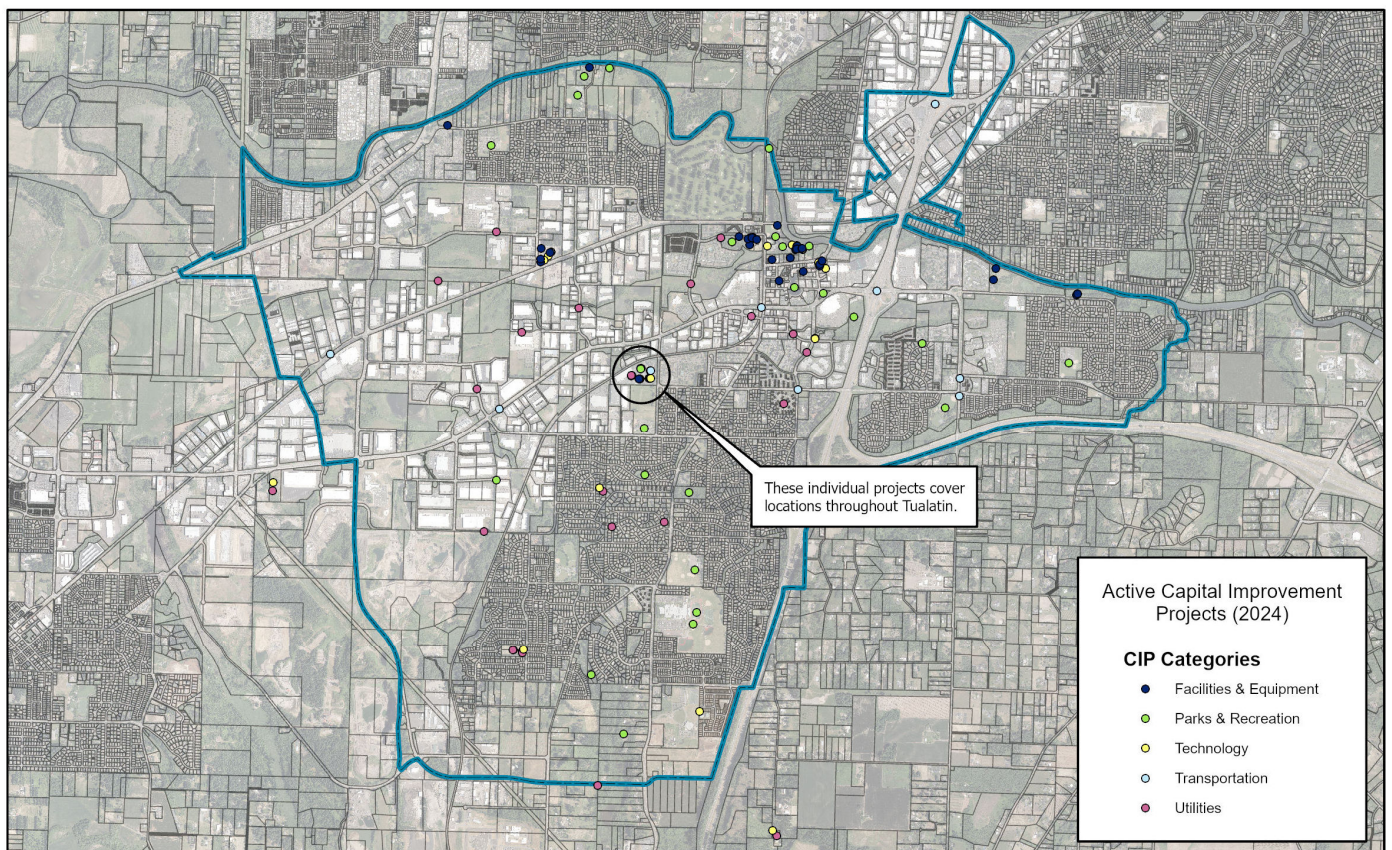 These individual projects cover
locations throughout Tualatin.
Active Capital Improvement
Projects (2024)
CIP Categories
Facilities & Equipment
Parks & Recreation
Technology
Transportation
Utilities